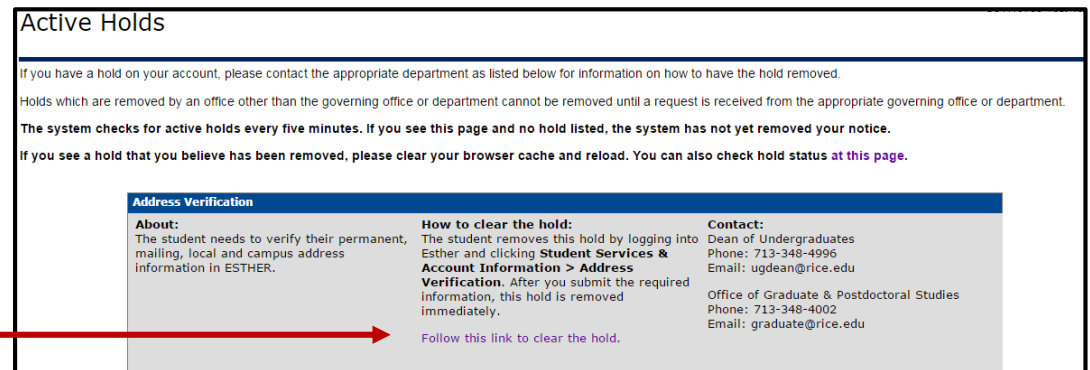 Active Holds
If you have a hold on your account, please contact the appropriate department as listed below for information on how to have the hold removed.
Holds which are removed by an office other than the governing office or department cannot be removed until a request is received from the appropriate governing office or department.
The system checks for active holds every five minutes. If you see this page and no hold listed, the system has not yet removed your notice.
If you see a hold that you believe has been removed, please clear your browser cache and reload. You can also check hold status at this page.
Address Verification
About:
The student needs to verify their permanent,
mailing, local and campus address
information in ESTHER.
How to clear the hold:
The student removes this hold by logging into
Esther and clicking Student Services &
Account Information > Address
Verification. After you submit the required
information, this hold is removed
immediately.
Follow this link to clear the hold.
Contact:
Dean of Undergraduates
Phone: 713-348-4996
Email: ugdean@rice.edu
Office of Graduate & Postdoctoral Studies
Phone: 713-348-4002
Email: graduate@rice.edu